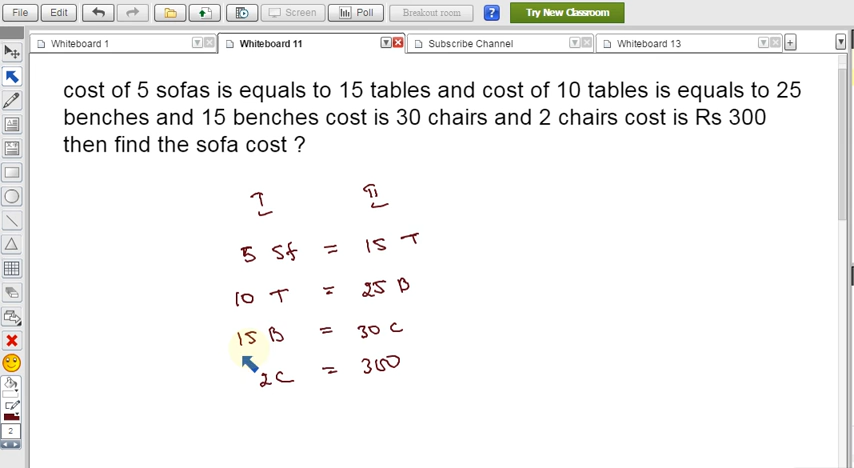 File Edit Screen Poll Breakout room ? Try New Classroom
Whiteboard 1 Whiteboard 11 Subscribe Channel Whiteboard 13
cost of 5 sofas is equals to 15 tables and cost of 10 tables is equals to 25
benches and 15 benches cost is 30 chairs and 2 chairs cost is Rs 300
then find the sofa cost ?
I II
5 Sf = 15 T
10 T = 25 B
15 B = 30 C
2C = 300
2